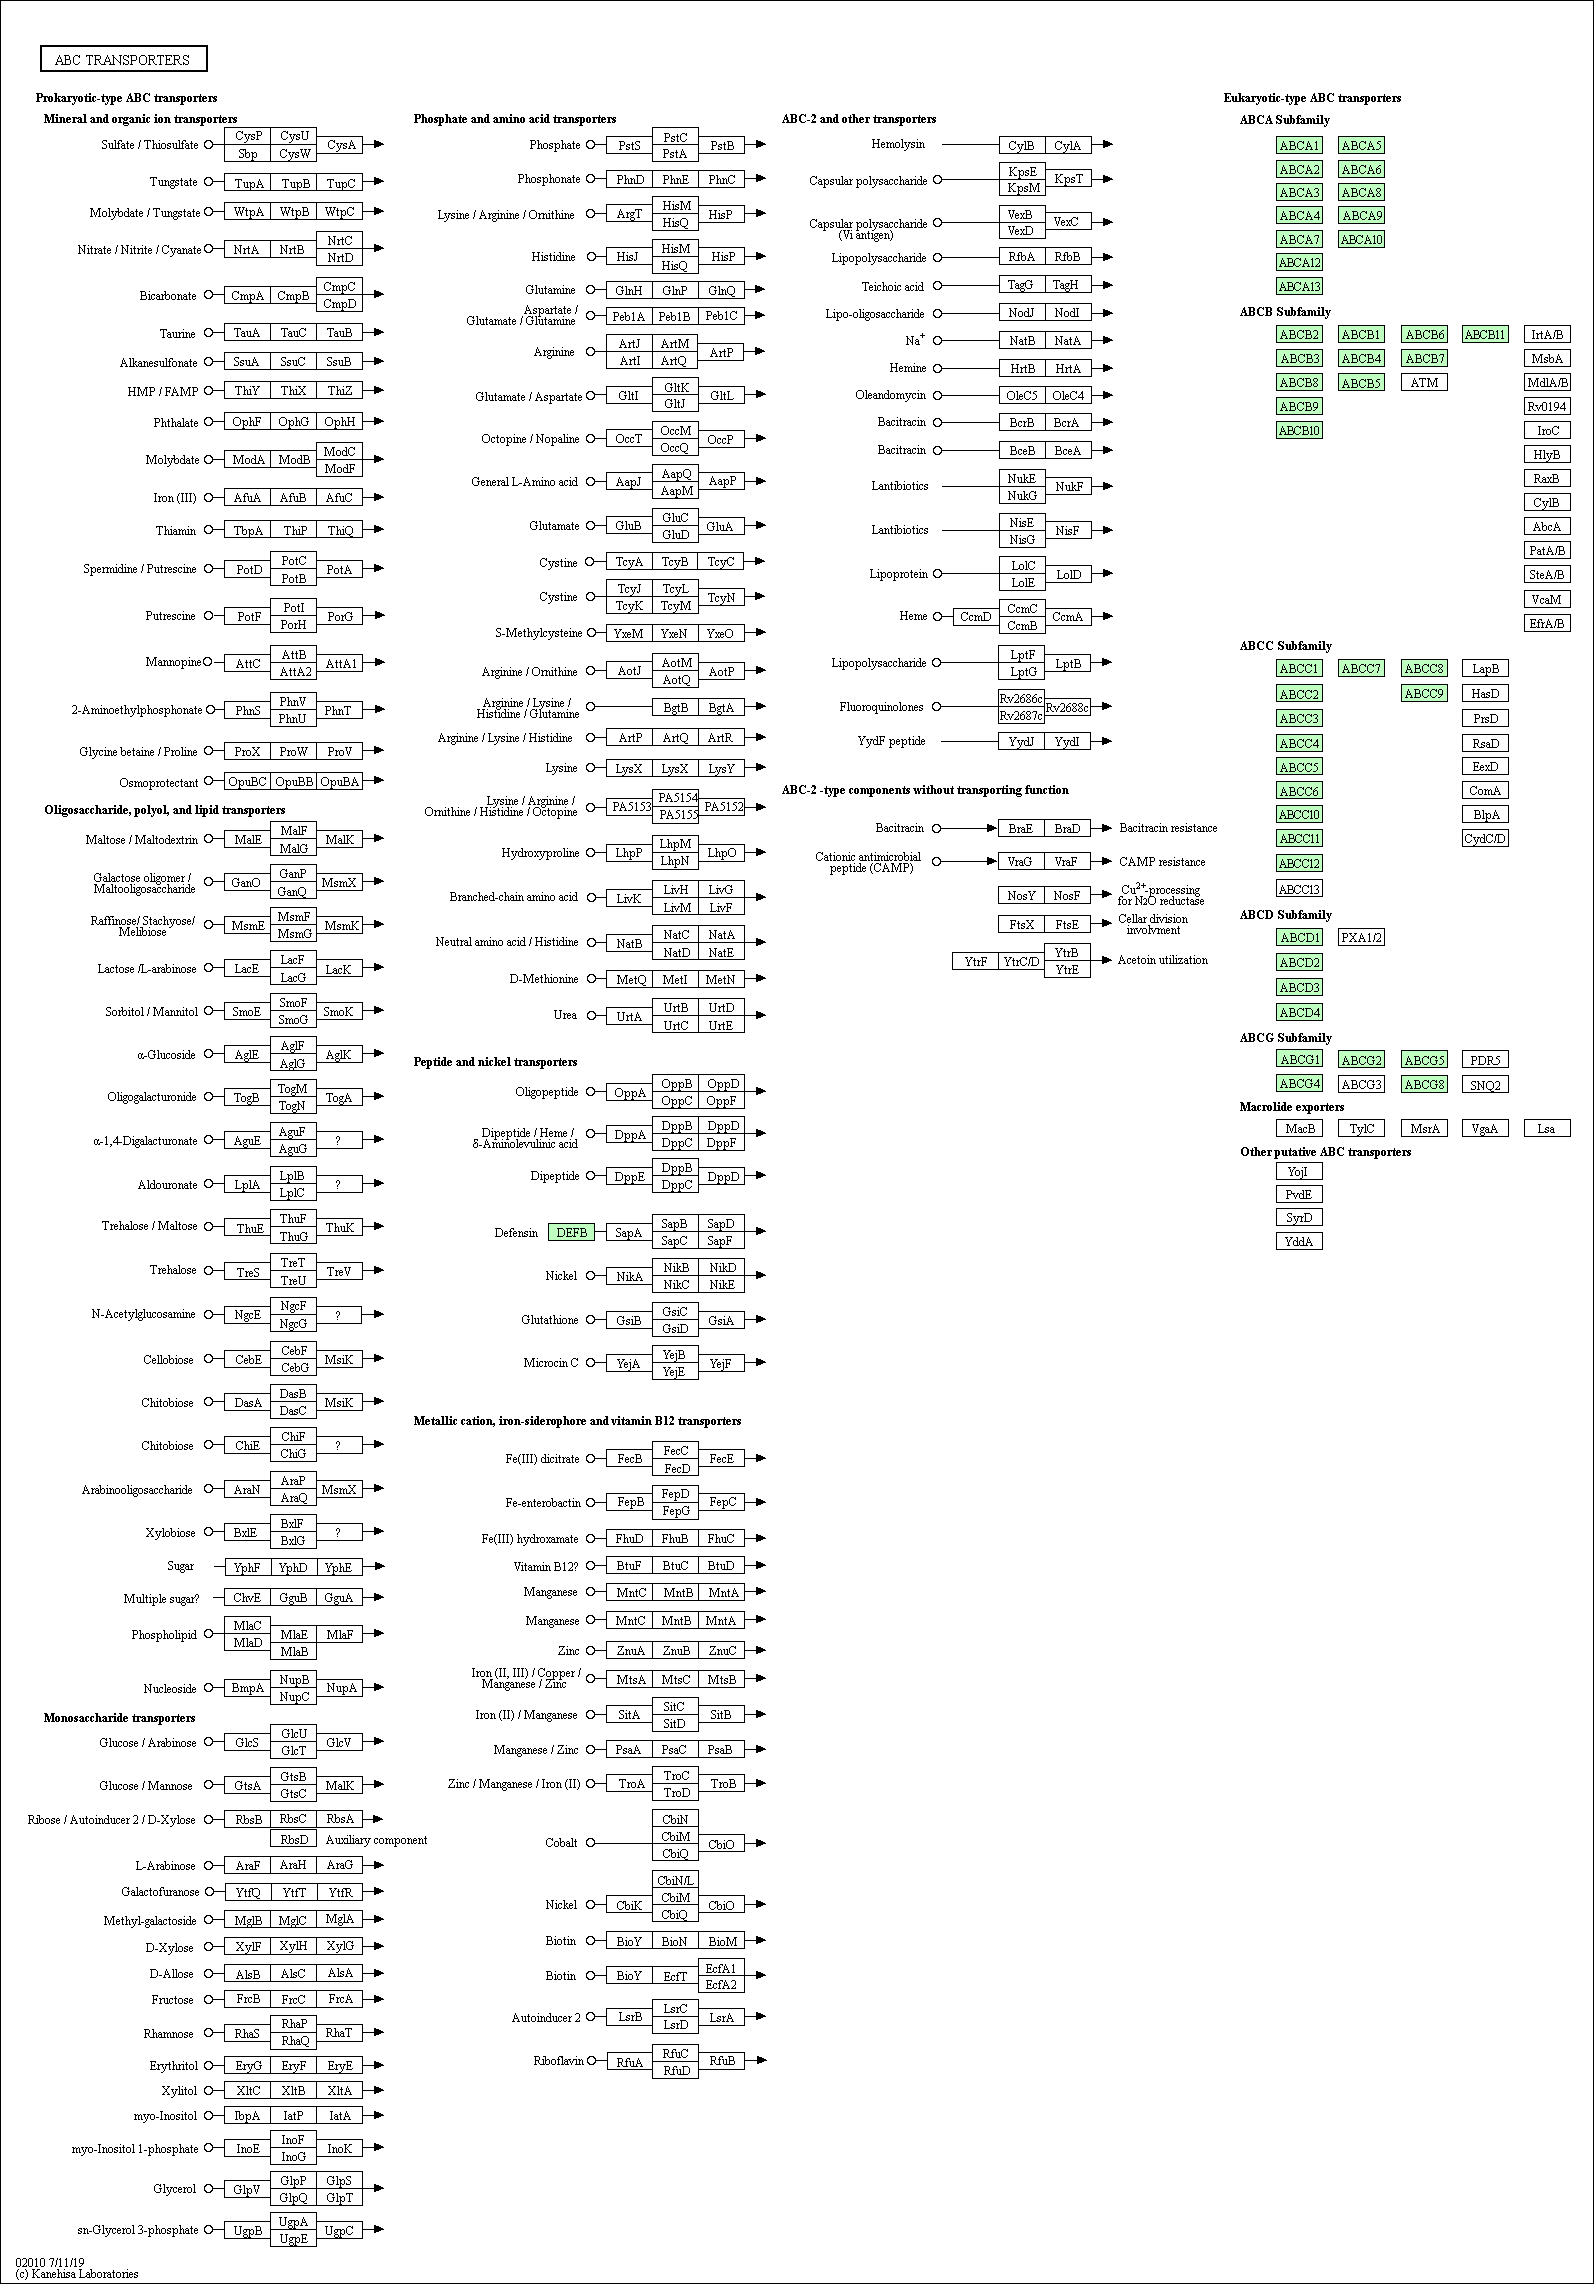 ABC TRANSPORTERS
Prokaryotic-type ABC transporters
Mineral and organic ion transporters
Sulfate / Thiosulfate CysP CysU CysA
Sbp CysW
Tungstate TupA TupB TupC
Molybdate / Tungstate WtpA WtpB WtpC
Nitrate / Nitrite / Cyanate NrtA NrtB NrtC
NrtD
Bicarbonate CmpA CmpB CmpC
CmpD
Taurine TauA TauC TauB
Alkanesulfonate SsuA SsuC SsuB
HMP / FAMP ThiY ThiX ThiZ
Phthalate OphF OphG OphH
Molybdate ModA ModB ModC
ModF
Iron (III) AfuA AfuB AfuC
Thiamin TbpA ThiP ThiQ
Spermidine / Putrescine PotD PotC PotA
PotB
Putrescine PotF PotI PorG
PorH
Mannopine AttC AttB AttA1
AttA2
2-Aminoethylphosphonate PhnS PhnV PhnT
PhnU
Glycine betaine / Proline ProX ProW ProV
Osmoprotectant OpuBC OpuBB OpuBA
Oligosaccharide, polyol, and lipid transporters
Maltose / Maltodextrin MalE MalF MalK
MalG
Galactose oligomer /
Maltooligosaccharide GanO GanP MsmX
GanQ
Raffinose/ Stachyose/
Melibiose MsmE MsmF MsmK
MsmG
Lactose /L-arabinose LacE LacF LacK
LacG
Sorbitol / Mannitol SmoE SmoF SmoK
SmoG
α-Glucoside AglE AglF AglK
AglG
Oligogalacturonide TogB TogM TogA
TogN
α-1,4-Digalacturonate AguE AguF ?
AguG
Aldouronate LplA LplB ?
LplC
Trehalose / Maltose ThuE ThuF ThuK
ThuG
Trehalose TreS TreT TreV
TreU
N-Acetylglucosamine NgcE NgcF ?
NgcG
Cellobiose CebE CebF MsiK
CebG
Chitobiose DasA DasB MsiK
DasC
Chitobiose ChiE ChiF ?
ChiG
Arabinooligosaccharide AraN AraP MsmX
AraQ
Xylobiose BxlE BxlF ?
BxlG
Sugar YphF YphD YphE
Multiple sugar? ChvE GguB GguA
Phospholipid MlaC MlaE MlaF
MlaD MlaB
Nucleoside BmpA NupB NupA
NupC
Monosaccharide transporters
Glucose / Arabinose GlcS GlcU GlcV
GlcT
Glucose / Mannose GtsA GtsB MalK
GtsC
Ribose / Autoinducer 2 / D-Xylose RbsB RbsC RbsA
RbsD Auxiliary component
L-Arabinose AraF AraH AraG
Galactofuranose YtfQ YtfT YtfR
Methyl-galactoside MglB MglC MglA
D-Xylose XylF XylH XylG
D-Allose AlsB AlsC AlsA
Fructose FrcB FrcC FrcA
Rhamnose RhaS RhaP RhaT
RhaQ
Erythritol EryG EryF EryE
Xylitol XltC XltB XltA
myo-Inositol IbpA IatP IatA
myo-Inositol 1-phosphate InoE InoF InoK
InoG
Glycerol GlpV GlpP GlpS
GlpQ GlpT
sn-Glycerol 3-phosphate UgpB UgpA UgpC
UgpE
02010 7/11/19
(c) Kanehisa Laboratories
Phosphate and amino acid transporters
Phosphate PstS PstC PstB
PstA
Phosphonate PhnD PhnE PhnC
Lysine / Arginine / Ornithine ArgT HisM HisP
HisQ
Histidine HisJ HisM HisP
HisQ
Glutamine GlnH GlnP GlnQ
Aspartate /
Glutamate / Glutamine Peb1A Peb1B Peb1C
Arginine ArtJ ArtM ArtP
ArtI ArtQ
Glutamate / Aspartate GltI GltK GltL
GltJ
Octopine / Nopaline OccT OccM OccP
OccQ
General L-Amino acid AapJ AapQ AapP
AapM
Glutamate GluB GluC GluA
GluD
Cystine TcyA TcyB TcyC
Cystine TcyJ TcyL TcyN
TcyK TcyM
S-Methylcysteine YxeM YxeN YxeO
Arginine / Ornithine AotJ AotM AotP
AotQ
Arginine / Lysine /
Histidine / Glutamine BgtB BgtA
Arginine / Lysine / Histidine ArtP ArtQ ArtR
Lysine LysX LysX LysY
Lysine / Arginine /
Ornithine / Histidine / Octopine PA5153 PA5154 PA5152
PA5155
Hydroxyproline LhpP LhpM LhpO
LhpN
Branched-chain amino acid LivK LivH LivG
LivM LivF
Neutral amino acid / Histidine NatB NatC NatA
NatD NatE
D-Methionine MetQ MetI MetN
Urea UrtA UrtB UrtD
UrtC UrtE
Peptide and nickel transporters
Oligopeptide OppA OppB OppD
OppC OppF
Dipeptide / Heme /
δ-Aminolevulinic acid DppA DppB DppD
DppC DppF
Dipeptide DppE DppB DppD
DppC
Defensin DEFB SapA SapB SapD
SapC SapF
Nickel NikA NikB NikD
NikC NikE
Glutathione GsiB GsiC GsiA
GsiD
Microcin C YejA YejB YejF
YejE
Metallic cation, iron-siderophore and vitamin B12 transporters
Fe(III) dicitrate FecB FecC FecE
FecD
Fe-enterobactin FepB FepD FepC
FepG
Fe(III) hydroxamate FhuD FhuB FhuC
Vitamin B12? BtuF BtuC BtuD
Manganese MntC MntB MntA
Manganese MntC MntB MntA
Zinc ZnuA ZnuB ZnuC
Iron (II, III) / Copper /
Manganese / Zinc MtsA MtsC MtsB
Iron (II) / Manganese SitA SitC SitB
SitD
Manganese / Zinc PsaA PsaC PsaB
Zinc / Manganese / Iron (II) TroA TroC TroB
TroD
Cobalt CbiN
CbiM CbiO
CbiQ
Nickel CbiK CbiN/L
CbiM CbiO
CbiQ
Biotin BioY BioN BioM
Biotin BioY EcfT EcfA1
EcfA2
Autoinducer 2 LsrB LsrC LsrA
LsrD
Riboflavin RfuA RfuC RfuB
RfuD
ABC-2 and other transporters
Hemolysin CylB CylA
Capsular polysaccharide KpsE KpsT
KpsM
Capsular polysaccharide
(Vi antigen) VexB VexC
VexD
Lipopolysaccharide RfbA RfbB
Teichoic acid TagG TagH
Lipo-oligosaccharide NodJ NodI
Na+ NatB NatA
Hemine HrtB HrtA
Oleandomycin OleC5 OleC4
Bacitracin BcrB BcrA
Bacitracin BceB BceA
Lantibiotics NukE NukF
NukG
Lantibiotics NisE NisF
NisG
Lipoprotein LolC LolD
LolE
Heme CcmD CcmC CcmA
CcmB
Lipopolysaccharide LptF LptB
LptG
Fluoroquinolones Rv2686c Rv2688c
Rv2687c
YydF peptide YydJ YydI
ABC-2 -type components without transporting function
Bacitracin BraE BraD Bacitracin resistance
Cationic antimicrobial
peptide (CAMP) VraG VraF CAMP resistance
NosY NosF Cu2+-processing
for N2O reductase
FtsX FtsE Cellar division
involvment
YtrF YtrC/D YtrB Acetoin utilization
YtrE
Eukaryotic-type ABC transporters
ABCA Subfamily
ABCA1 ABCA5
ABCA2 ABCA6
ABCA3 ABCA8
ABCA4 ABCA9
ABCA7 ABCA10
ABCA12
ABCA13
ABCB Subfamily
ABCB2 ABCB1 ABCB6 ABCB11 IrtA/B
ABCB3 ABCB4 ABCB7 MsbA
ABCB8 ABCB5 ATM MdlA/B
ABCB9 Rv0194
ABCB10 IroC
HlyB
RaxB
CylB
AbcA
PatA/B
SteA/B
VcaM
EfrA/B
ABCC Subfamily
ABCC1 ABCC7 ABCC8 LapB
ABCC2 ABCC9 HasD
ABCC3 PrsD
ABCC4 RsaD
ABCC5 EexD
ABCC6 ComA
ABCC10 BlpA
ABCC11 CydC/D
ABCC12
ABCC13
ABCD Subfamily
ABCD1 PXA1/2
ABCD2
ABCD3
ABCD4
ABCG Subfamily
ABCG1 ABCG2 ABCG5 PDR5
ABCG4 ABCG3 ABCG8 SNQ2
Macrolide exporters
MacB TylC MsrA VgaA Lsa
Other putative ABC transporters
YojI
PvdE
SyrD
YddA